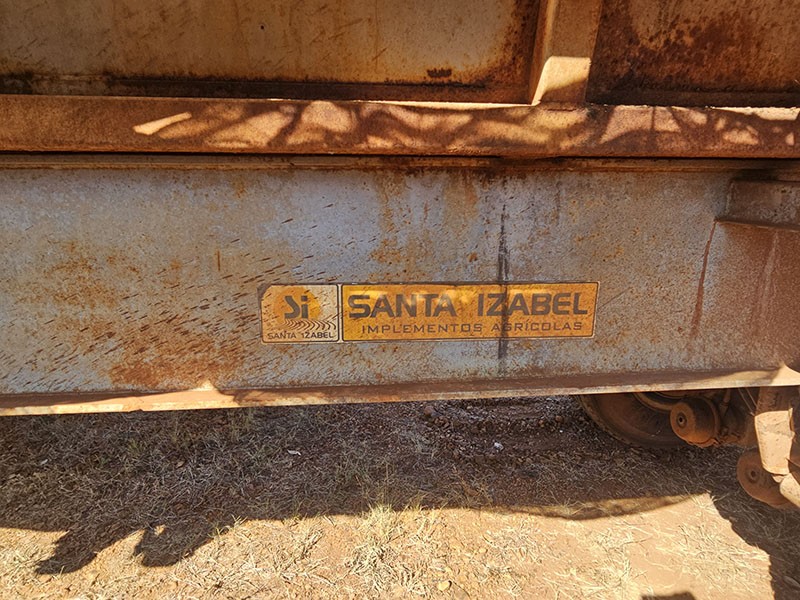 Si
SANTA IZABEL
SANTA IZABEL
IMPLEMENTOS AGRÍCOLAS